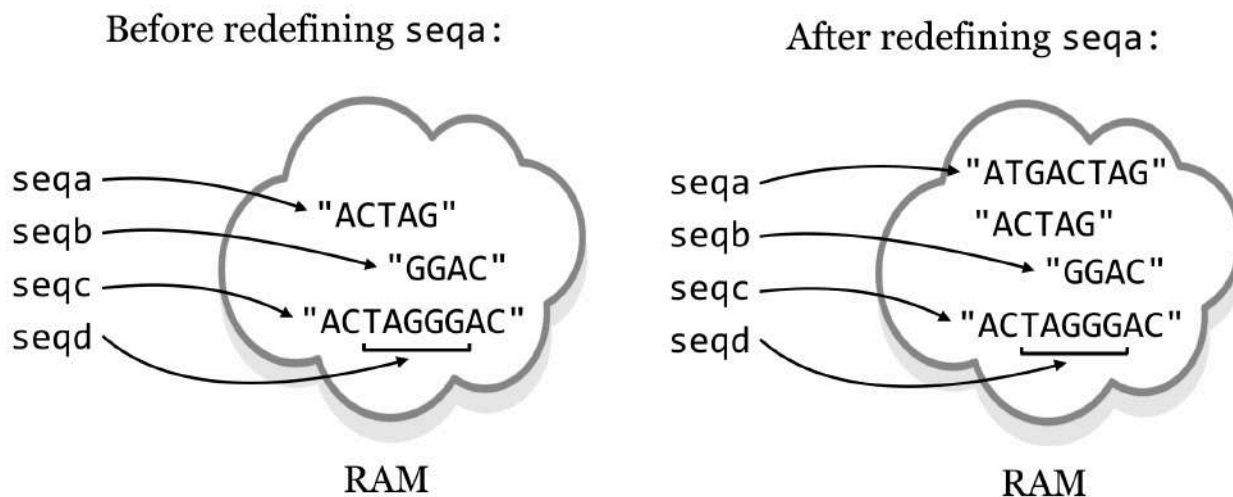 Before redefining seqa:
seqa
seqb
seqc
seqd
"ACTAG"
"GGAC"
"ACTAGGGAC"
RAM
After redefining seqa:
seqa
seqb
seqc
seqd
"ATGACTAG"
"ACTAG"
"GGAC"
"ACTAGGGAC"
RAM